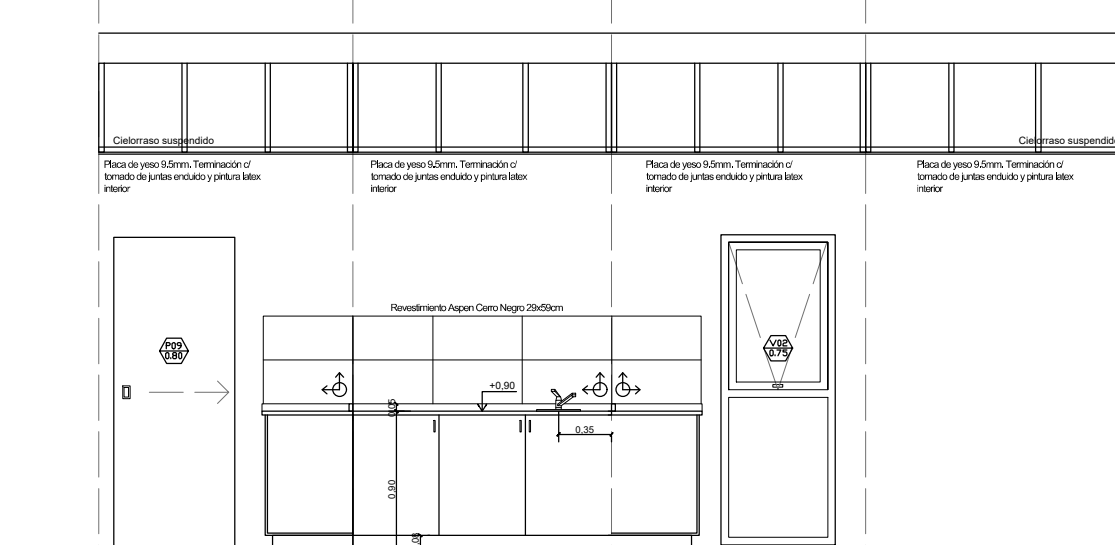 Cielorraso suspendido
Cielorraso suspendido
Placa de yeso 9.5mm. Terminación c/
tomado de juntas enduido y pintura latex
interior
Placa de yeso 9.5mm. Terminación c/
tomado de juntas enduido y pintura latex
interior
Placa de yeso 9.5mm. Terminación c/
tomado de juntas enduido y pintura latex
interior
Placa de yeso 9.5mm. Terminación c/
tomado de juntas enduido y pintura latex
interior
Revestimiento Aspen Cerro Negro 29x59cm
P09
0.80
V02
0.75
+0,90
0,05
0,35
0,90